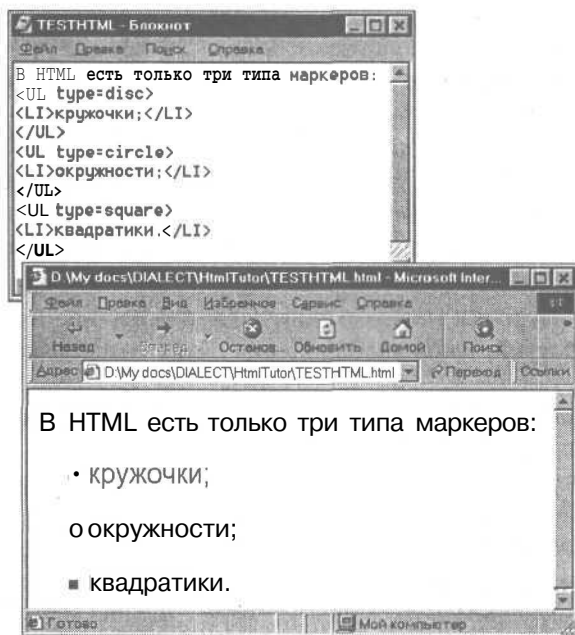 TESTHTML - Блокнот
Файл Правка Поиск Справка
В HTML есть только три типа маркеров:
<UL type=disc>
<LI>кружочки;</LI>
</UL>
<UL type=circle>
<LI>окружности;</LI>
</UL>
<UL type=square>
<LI>квадратики.</LI>
</UL>
D:\My docs\DIALECT\HtmlTutor\TESTHTML.html - Microsoft Inter...
Файл Правка Вид Избранное Сервис Справка
Назад Вперед Останов.. Обновить Домой Поиск »
Адрес D:\My docs\DIALECT\HtmlTutor\TESTHTML.html Переход Ссылки
В HTML есть только три типа маркеров:
• кружочки;
o окружности;
▪ квадратики.
Готово Мой компьютер